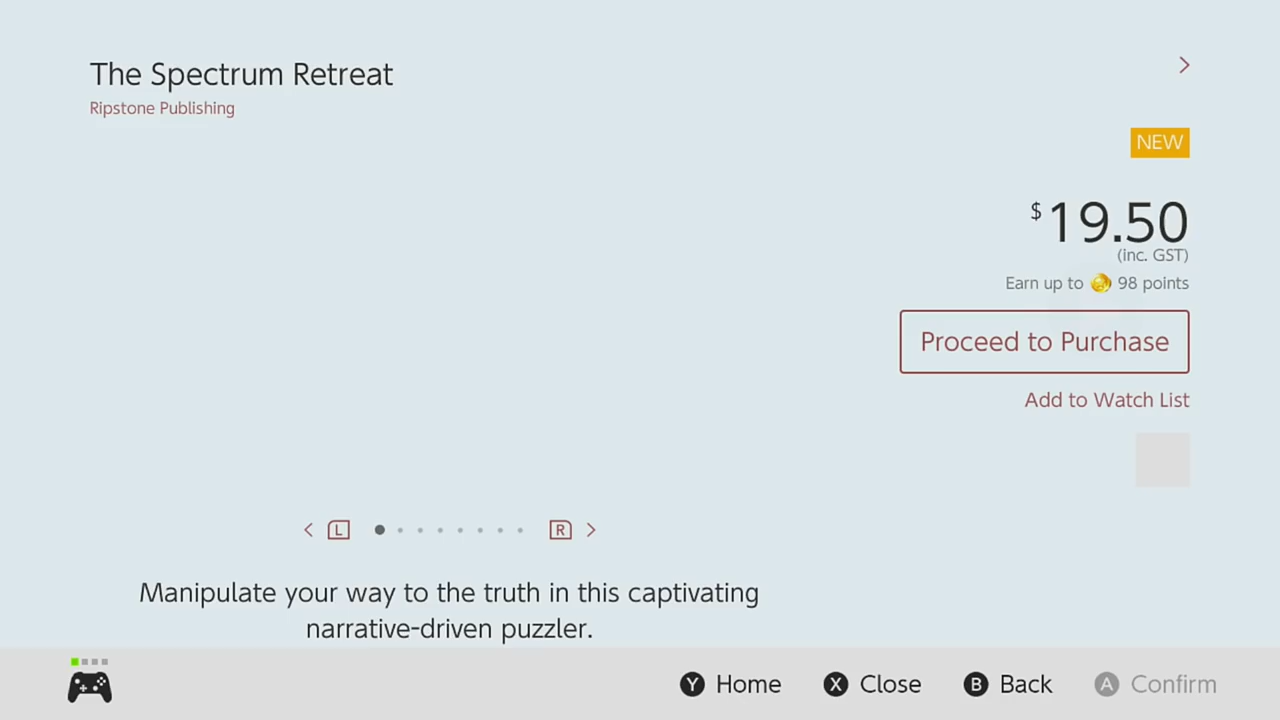 The Spectrum Retreat
Ripstone Publishing
NEW
$19.50
(inc. GST)
Earn up to 98 points
Proceed to Purchase
Add to Watch List
L R
Manipulate your way to the truth in this captivating
narrative-driven puzzler.
Y Home X Close B Back A Confirm